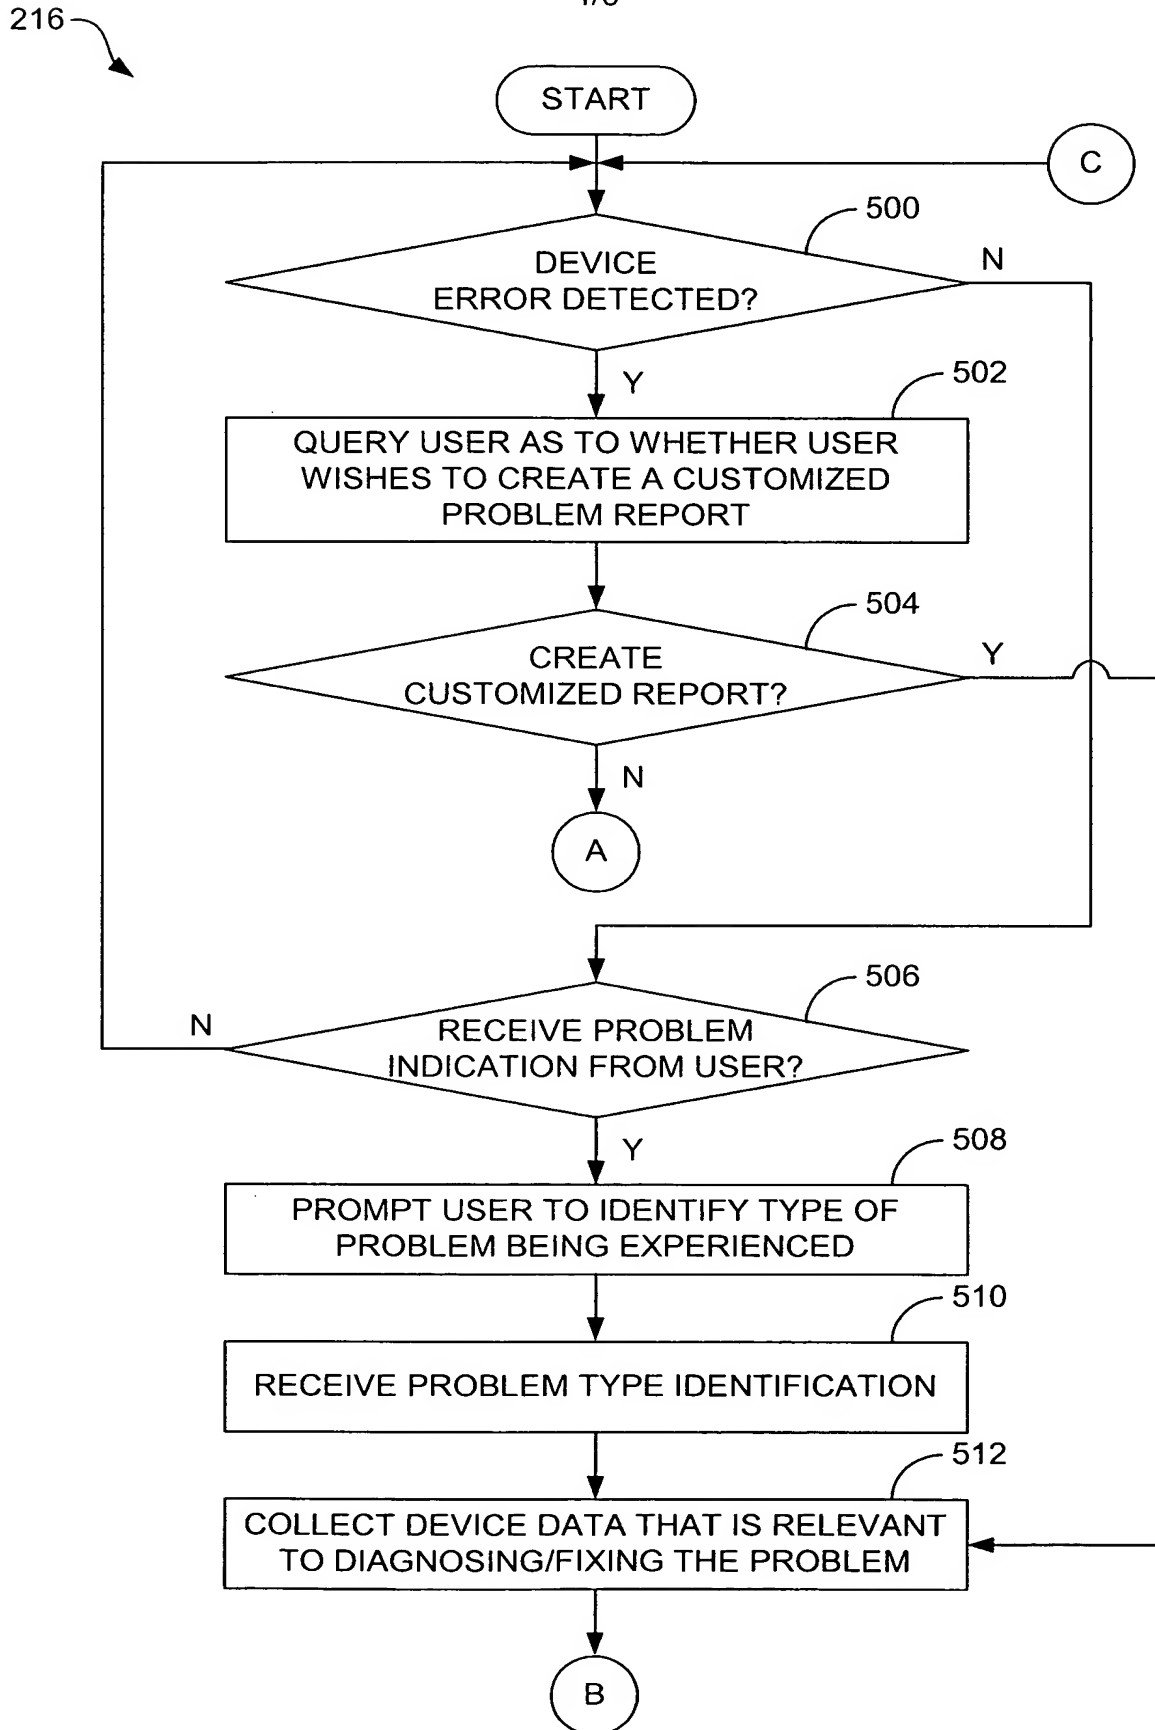 216
START
C
500
DEVICE
ERROR DETECTED?
N
Y
502
QUERY USER AS TO WHETHER USER
WISHES TO CREATE A CUSTOMIZED
PROBLEM REPORT
504
CREATE
CUSTOMIZED REPORT?
Y
N
A
506
RECEIVE PROBLEM
INDICATION FROM USER?
N
Y
508
PROMPT USER TO IDENTIFY TYPE OF
PROBLEM BEING EXPERIENCED
510
RECEIVE PROBLEM TYPE IDENTIFICATION
512
COLLECT DEVICE DATA THAT IS RELEVANT
TO DIAGNOSING/FIXING THE PROBLEM
B